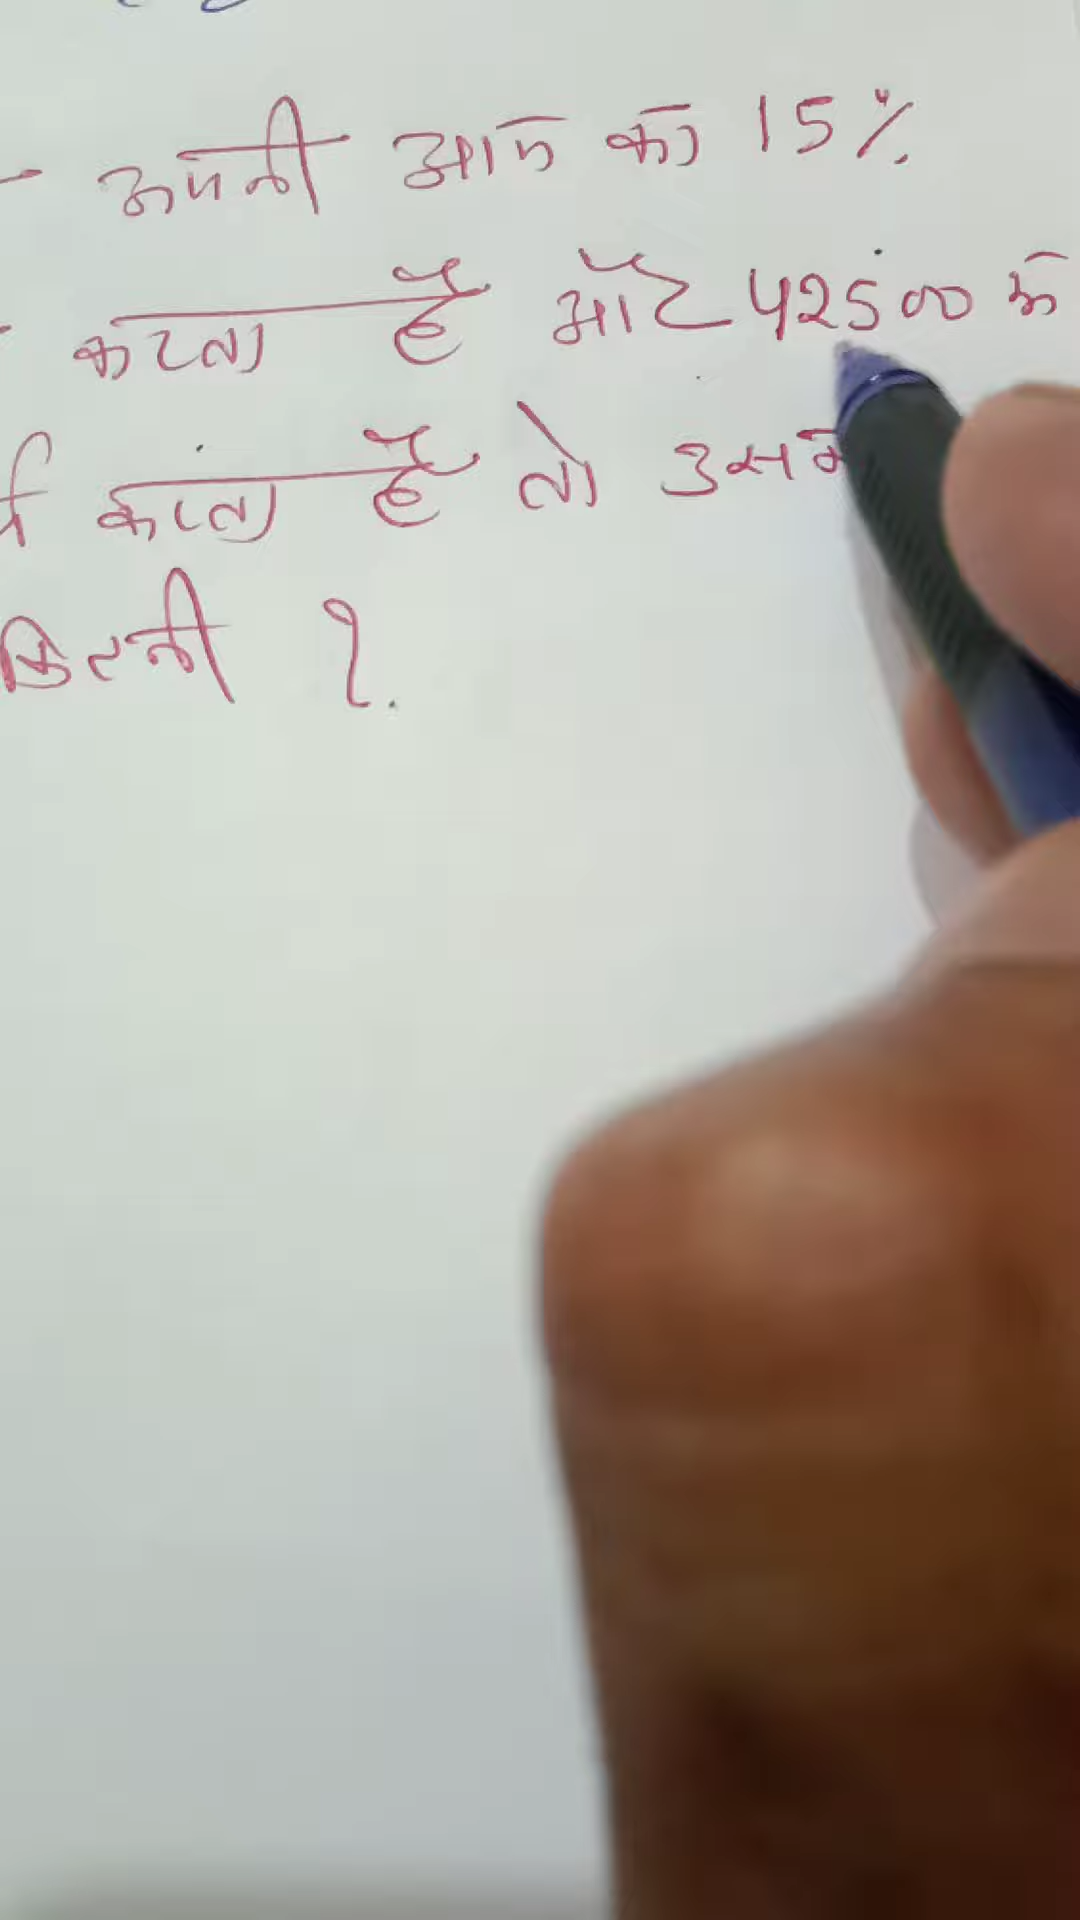 अपनी आय का 15%
करता है और 42500 रू
करता है तो उसकी
कितनी ?